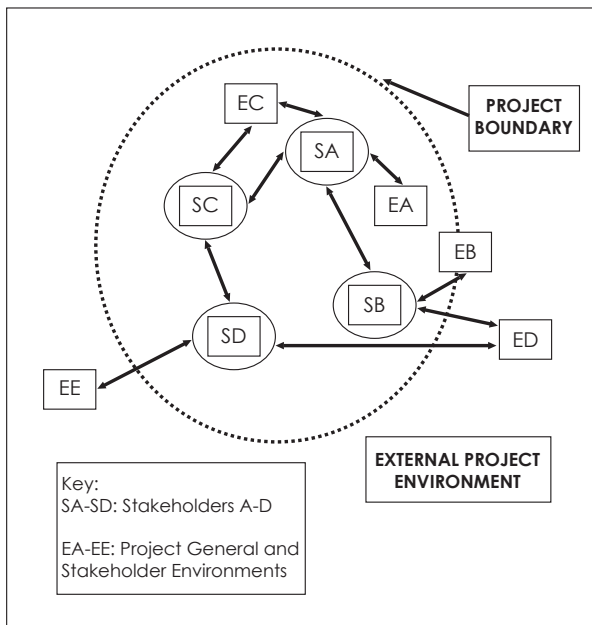 EC
PROJECT
BOUNDARY
SA
SC
EA
EB
SB
SD
ED
EE
EXTERNAL PROJECT
ENVIRONMENT
Key:
SA-SD: Stakeholders A-D
EA-EE: Project General and
Stakeholder Environments